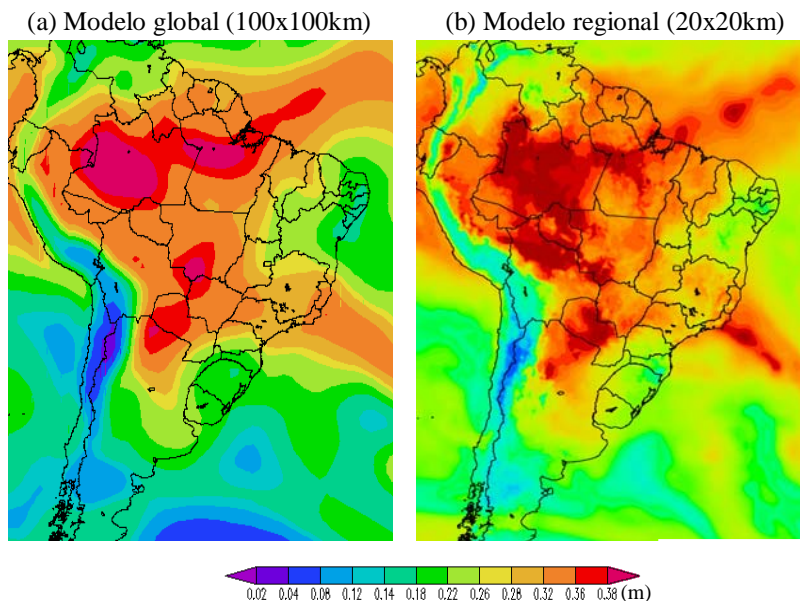 (a) Modelo global (100x100km)
(b) Modelo regional (20x20km)
0.02 0.04 0.08 0.12 0.14 0.18 0.22 0.26 0.28 0.32 0.36 0.38 (m)